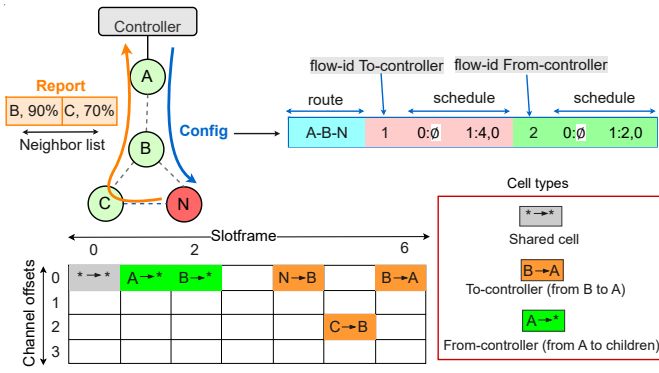 Controller
A
Report
B, 90% C, 70%
Neighbor list
B
Config
C
N
flow-id To-controller
flow-id From-controller
route
schedule
schedule
A-B-N 1 0:∅ 1:4,0 2 0:∅ 1:2,0
Slotframe
0 2 6
Channel offsets
0 *→* A→* B→* N→B B→A
1
2 C→B
3
Cell types
*→*
Shared cell
B→A
To-controller (from B to A)
A→*
From-controller (from A to children)